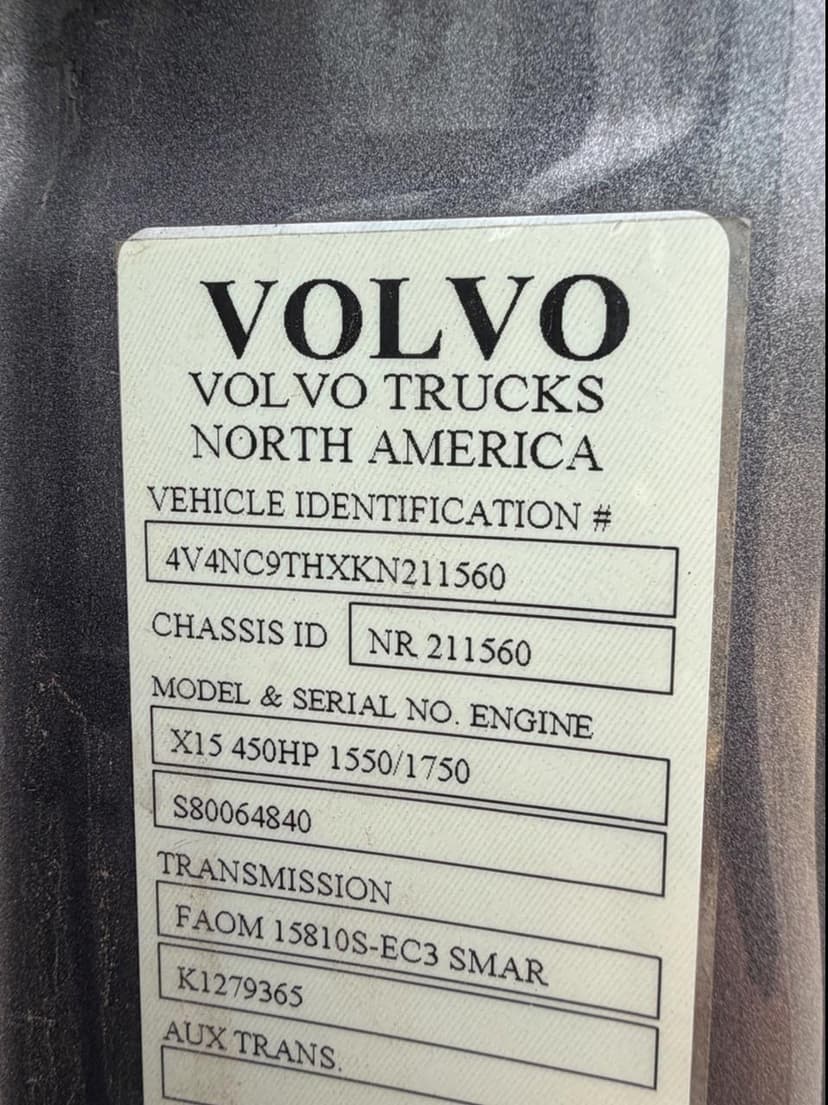 VOLVO
VOLVO TRUCKS
NORTH AMERICA
VEHICLE IDENTIFICATION #
4V4NC9THXKN211560
CHASSIS ID NR 211560
MODEL & SERIAL NO. ENGINE
X15 450HP 1550/1750
S80064840
TRANSMISSION
FAOM 15810S-EC3 SMAR
K1279365
AUX TRANS.